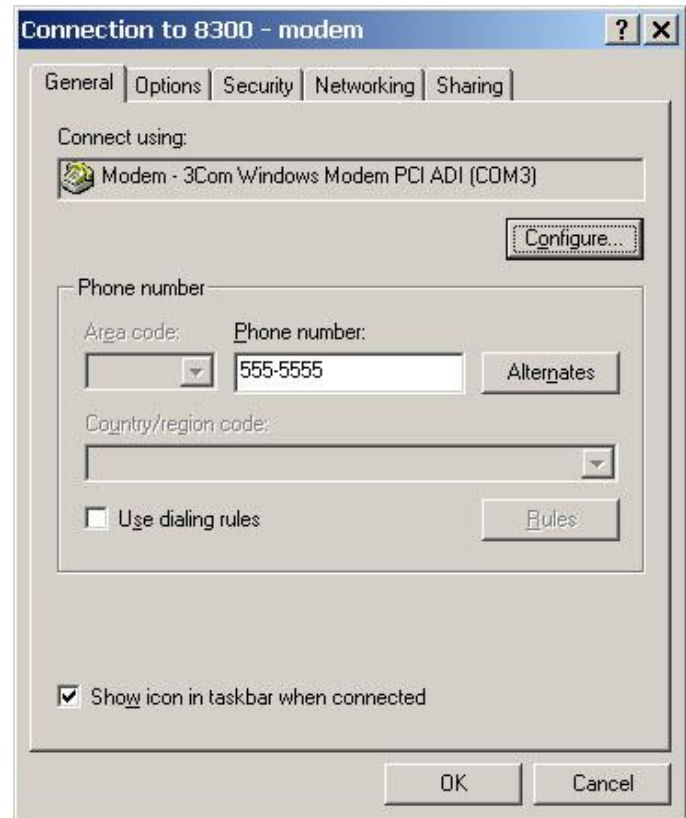 Connection to 8300 - modem
General Options Security Networking Sharing
Connect using:
Modem - 3Com Windows Modem PCI ADI (COM3)
Configure...
Phone number
Area code: Phone number:
555-5555 Alternates
Country/region code:
Use dialing rules Rules
Show icon in taskbar when connected
OK Cancel